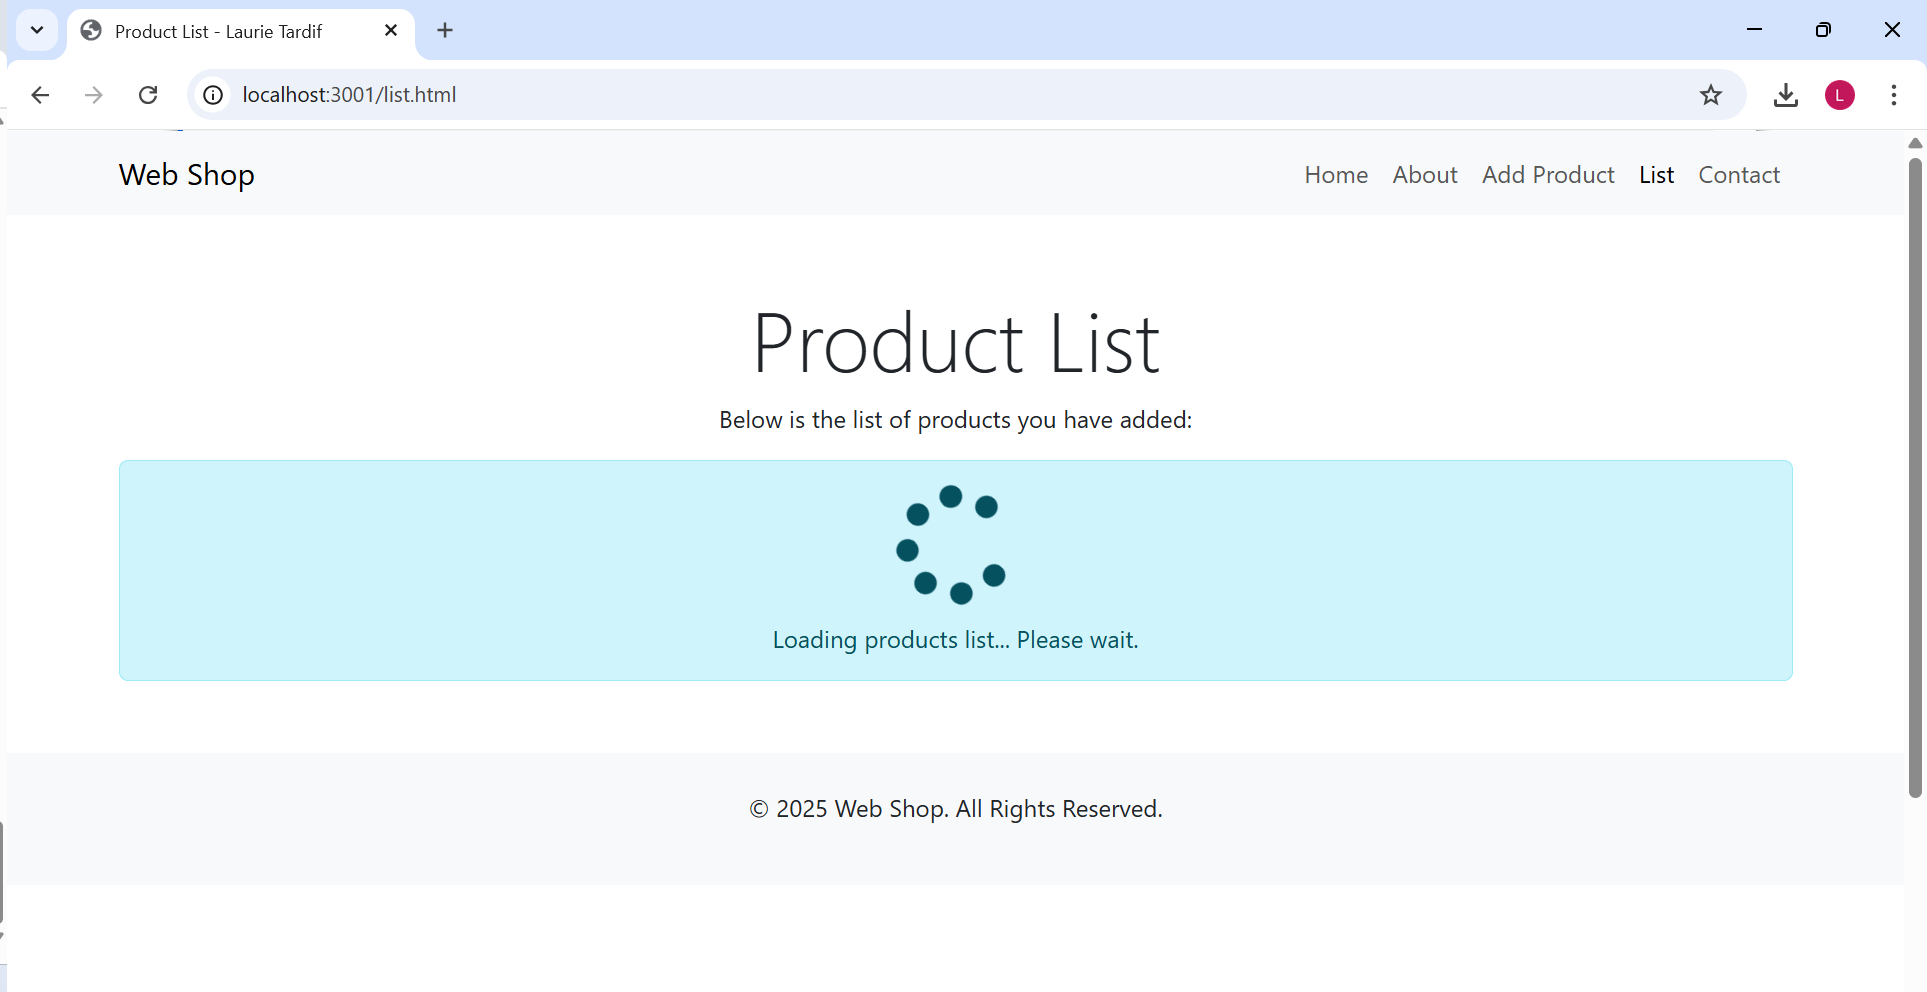 Product List - Laurie Tardif
localhost:3001/list.html
L
Web Shop
Home About Add Product List Contact
Product List
Below is the list of products you have added:
Loading products list... Please wait.
© 2025 Web Shop. All Rights Reserved.